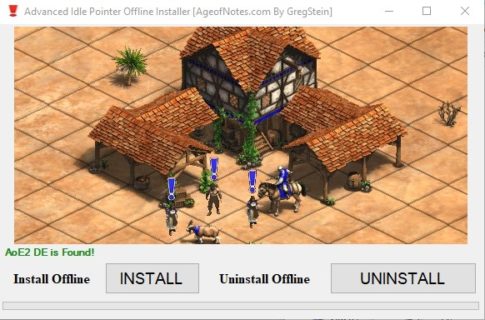 Advanced Idle Pointer Offline Installer [AgeofNotes.com By GregStein]
AoE2 DE is Found!
Install Offline INSTALL Uninstall Offline UNINSTALL